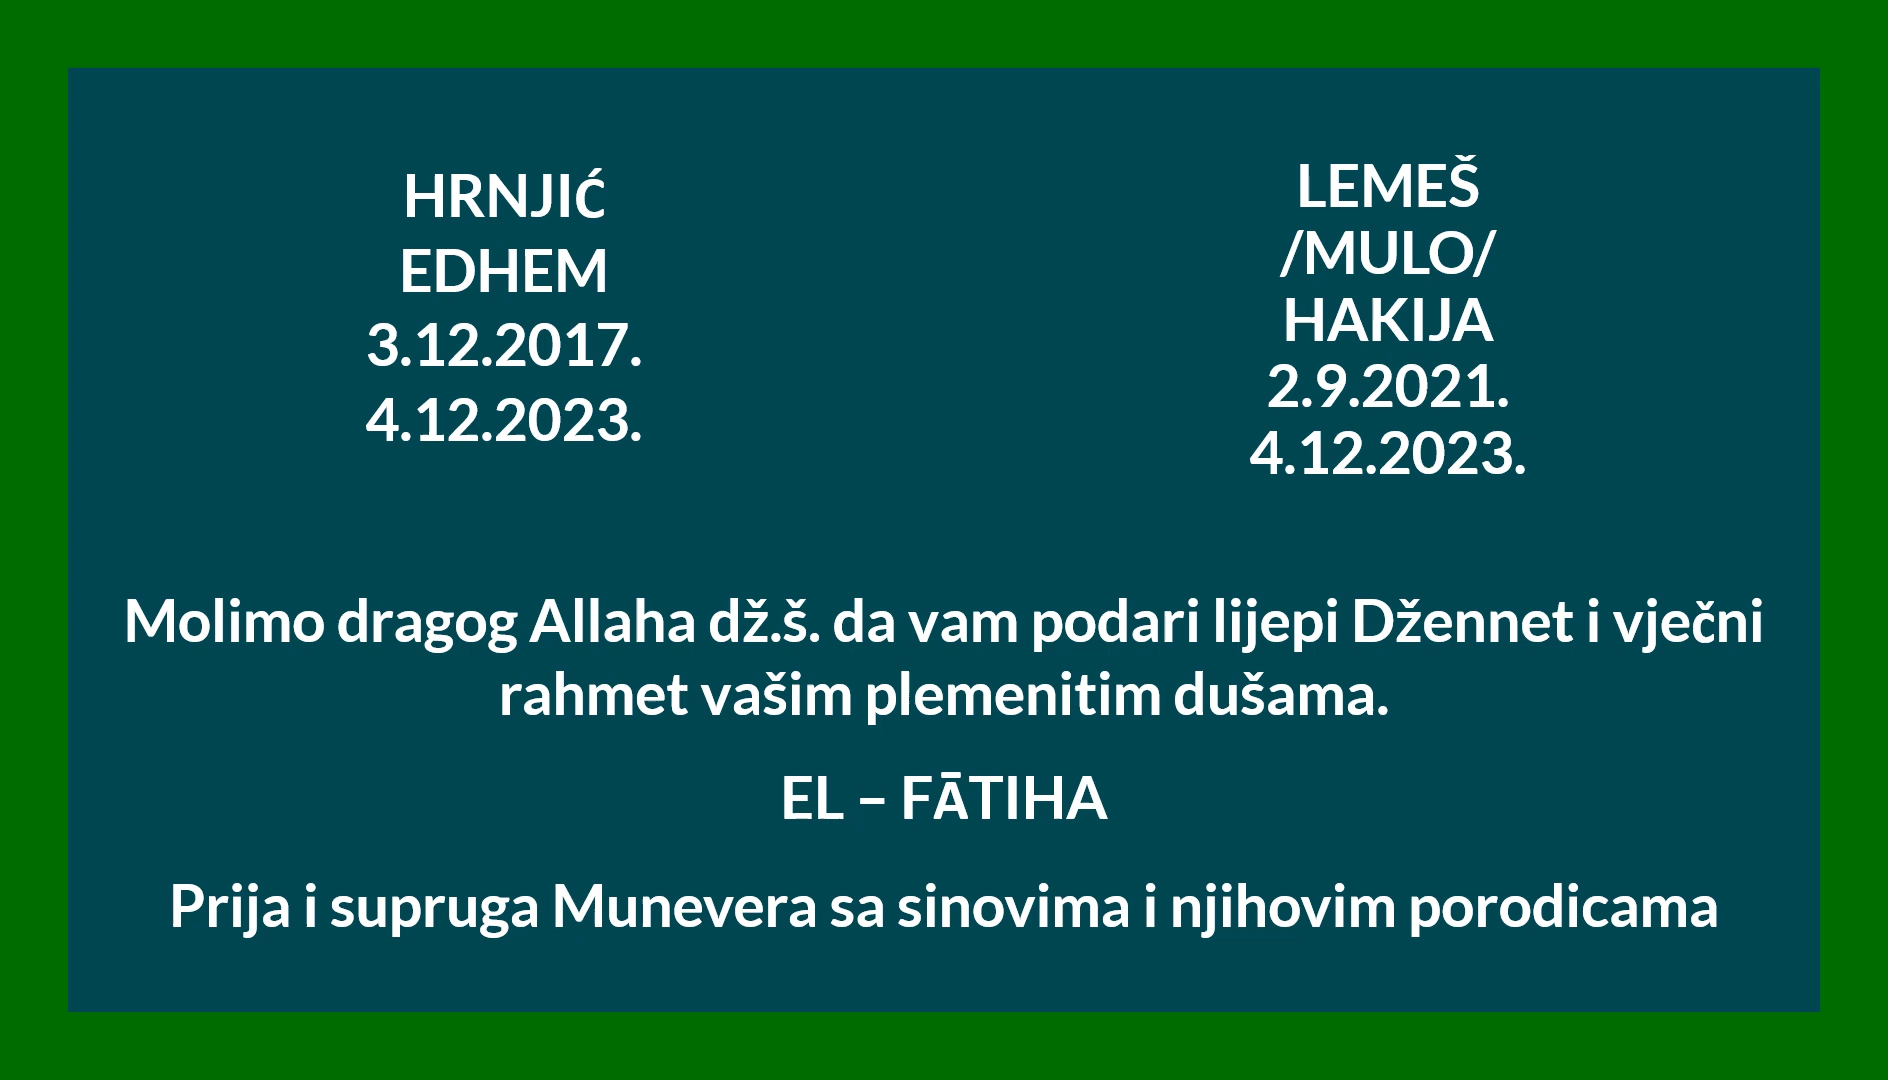 HRNJIĆ
EDHEM
3.12.2017.
4.12.2023.
LEMEŠ
/MULO/
HAKIJA
2.9.2021.
4.12.2023.
Molimo dragog Allaha dž.š. da vam podari lijepi Džennet i vječni
rahmet vašim plemenitim dušama.
EL – FĀTIHA
Prija i supruga Munevera sa sinovima i njihovim porodicama